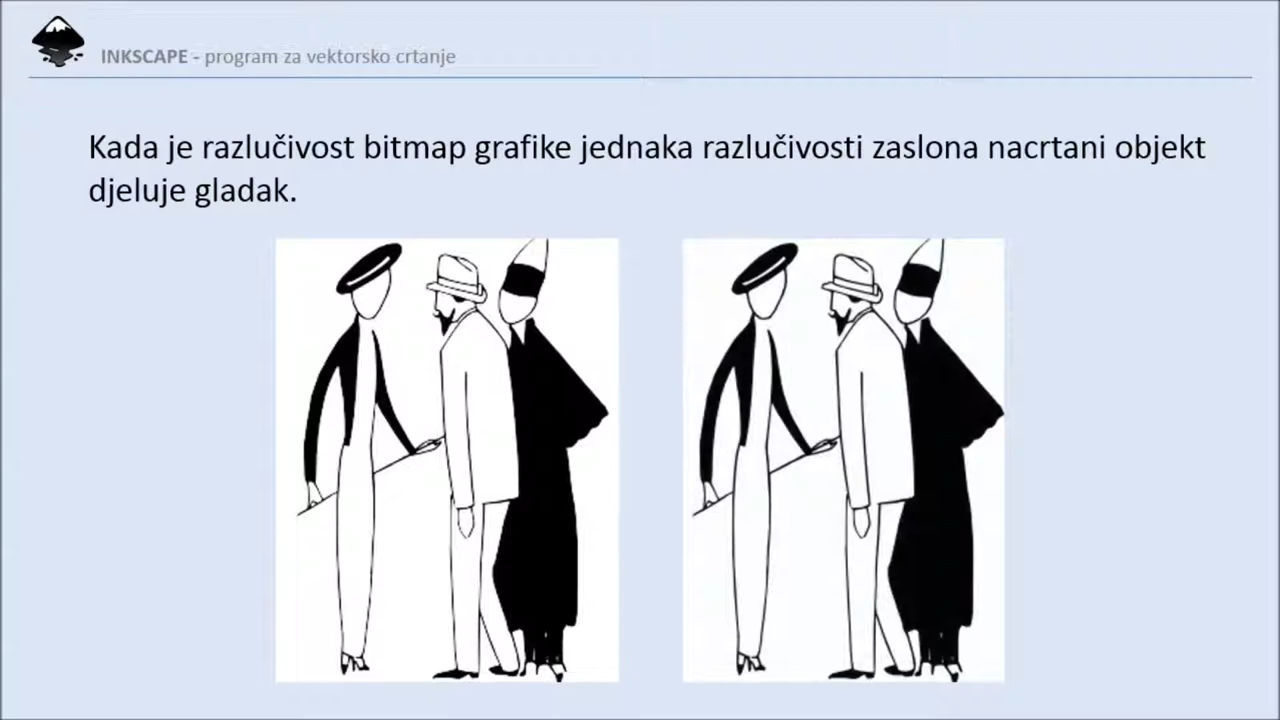 INKSCAPE - program za vektorsko crtanje
Kada je razlučivost bitmap grafike jednaka razlučivosti zaslona nacrtani objekt
djeluje gladak.